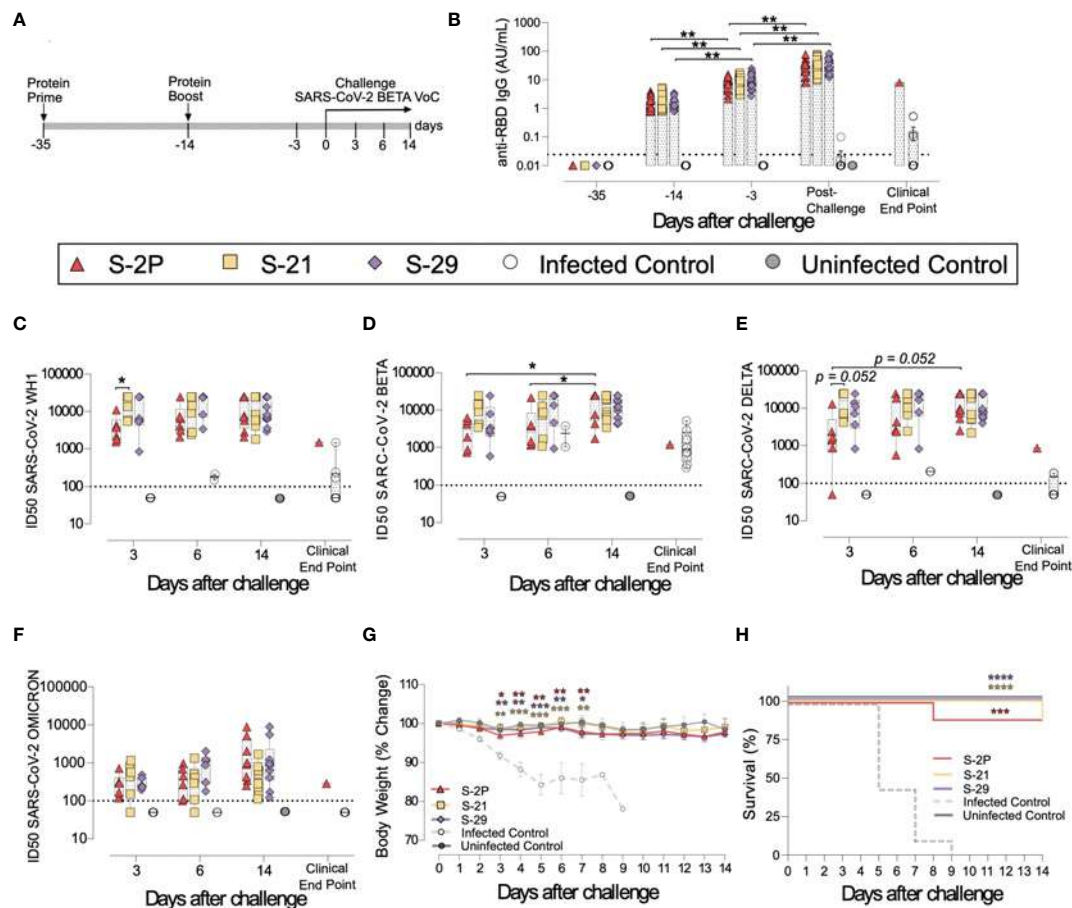 A
Protein
Prime
Protein
Boost
Challenge
SARS-CoV-2 BETA VoC
days
-35
-14
-3
0
3
6
14
B
anti-RBD IgG (AU/mL)
1000
100
10
1
0.1
0.01
**
**
**
**
**
**
-35
-14
-3
Post-
Challenge
Clinical
End Point
Days after challenge
S-2P
S-21
S-29
Infected Control
Uninfected Control
C
ID50 SARS-CoV-2 WH1
100000
10000
1000
100
10
*
3
6
14
Clinical
End Point
Days after challenge
D
ID50 SARC-CoV-2 BETA
100000
10000
1000
100
10
*
*
3
6
14
Clinical
End Point
Days after challenge
E
ID50 SARC-CoV-2 DELTA
100000
10000
1000
100
10
p = 0.052
p = 0.052
3
6
14
Clinical
End Point
Days after challenge
F
ID50 SARS-CoV-2 OMICRON
100000
10000
1000
100
10
3
6
14
Clinical
End Point
Days after challenge
G
Body Weight (% Change)
110
100
90
80
70
* ** ** ** **
** ** *** ** *
** *** *** *** ***
S-2P
S-21
S-29
Infected Control
Uninfected Control
0 1 2 3 4 5 6 7 8 9 10 11 12 13 14
Days after challenge
H
Survival (%)
100
75
50
25
0
****
****
***
S-2P
S-21
S-29
Infected Control
Uninfected Control
0 1 2 3 4 5 6 7 8 9 10 11 12 13 14
Days after challenge